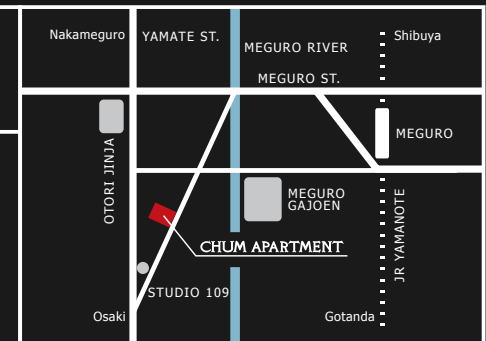 Nakameguro
YAMATE ST.
MEGURO RIVER
Shibuya
MEGURO ST.
MEGURO
OTORI JINJA
MEGURO
GAJOEN
JR YAMANOTE
CHUM APARTMENT
STUDIO 109
Osaki
Gotanda